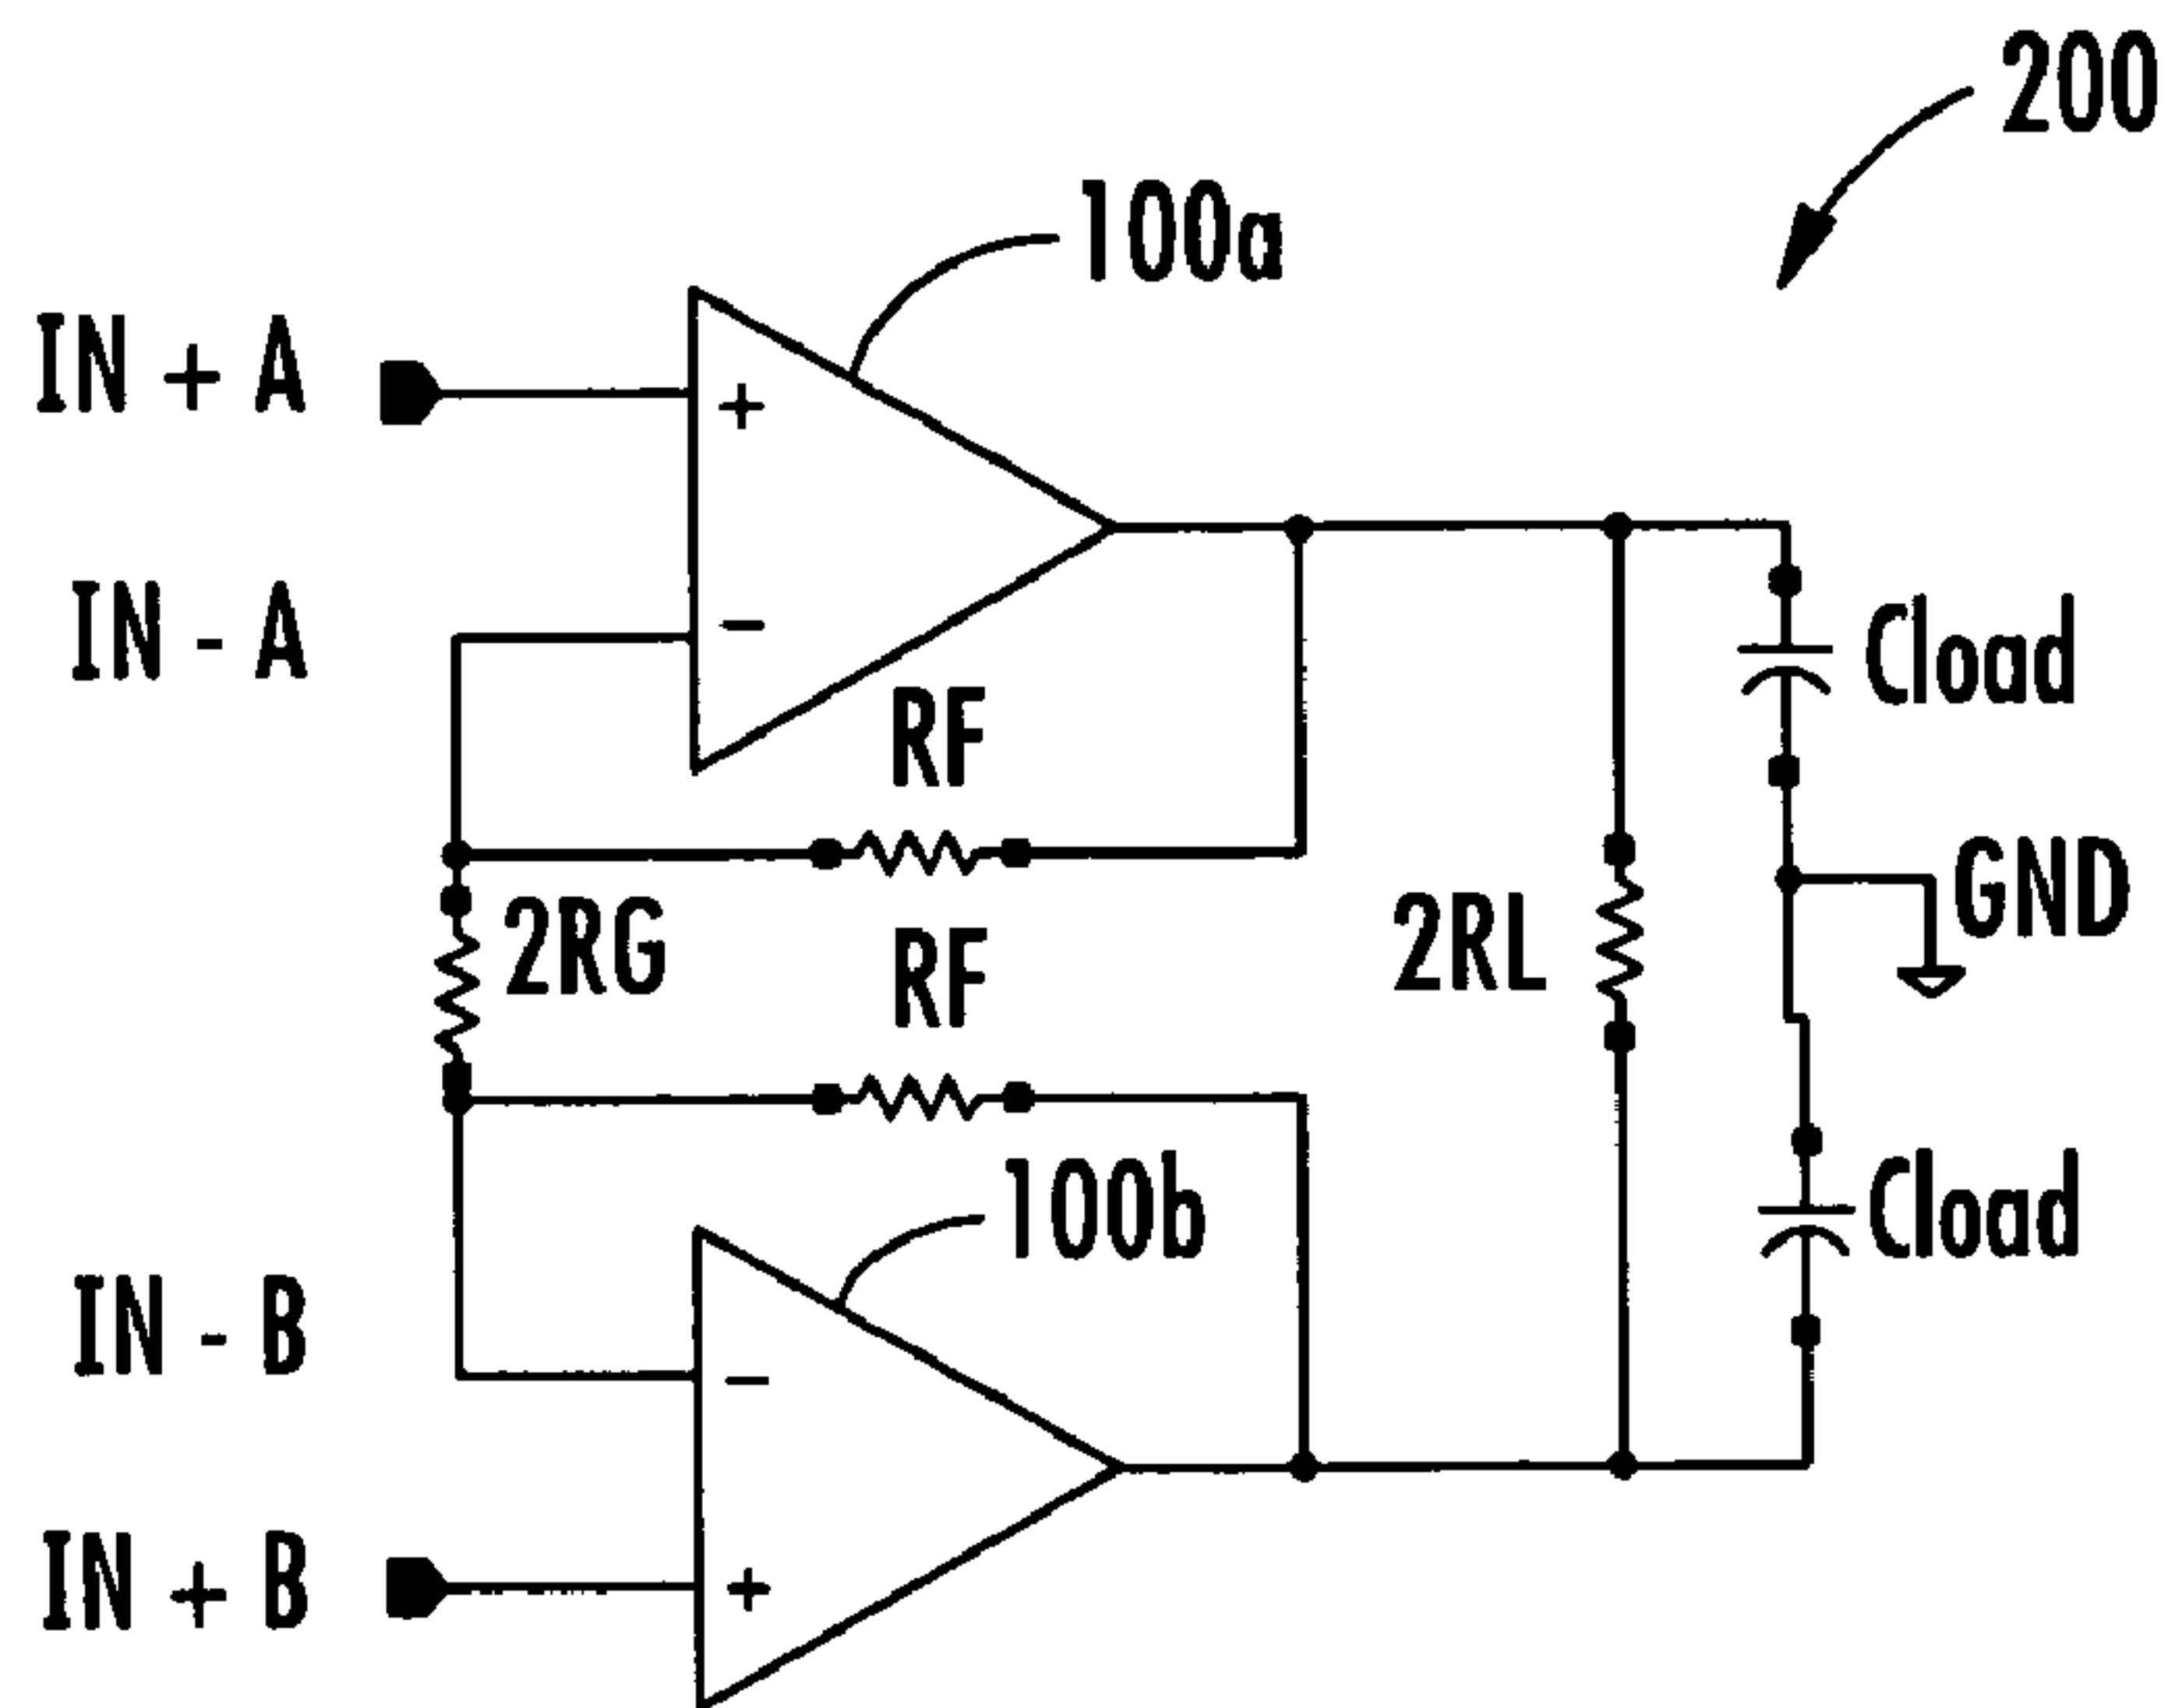 200
100a
IN + A
+
IN - A
-
Cload
RF
2RG
RF
2RL
GND
100b
Cload
IN - B
-
IN + B
+